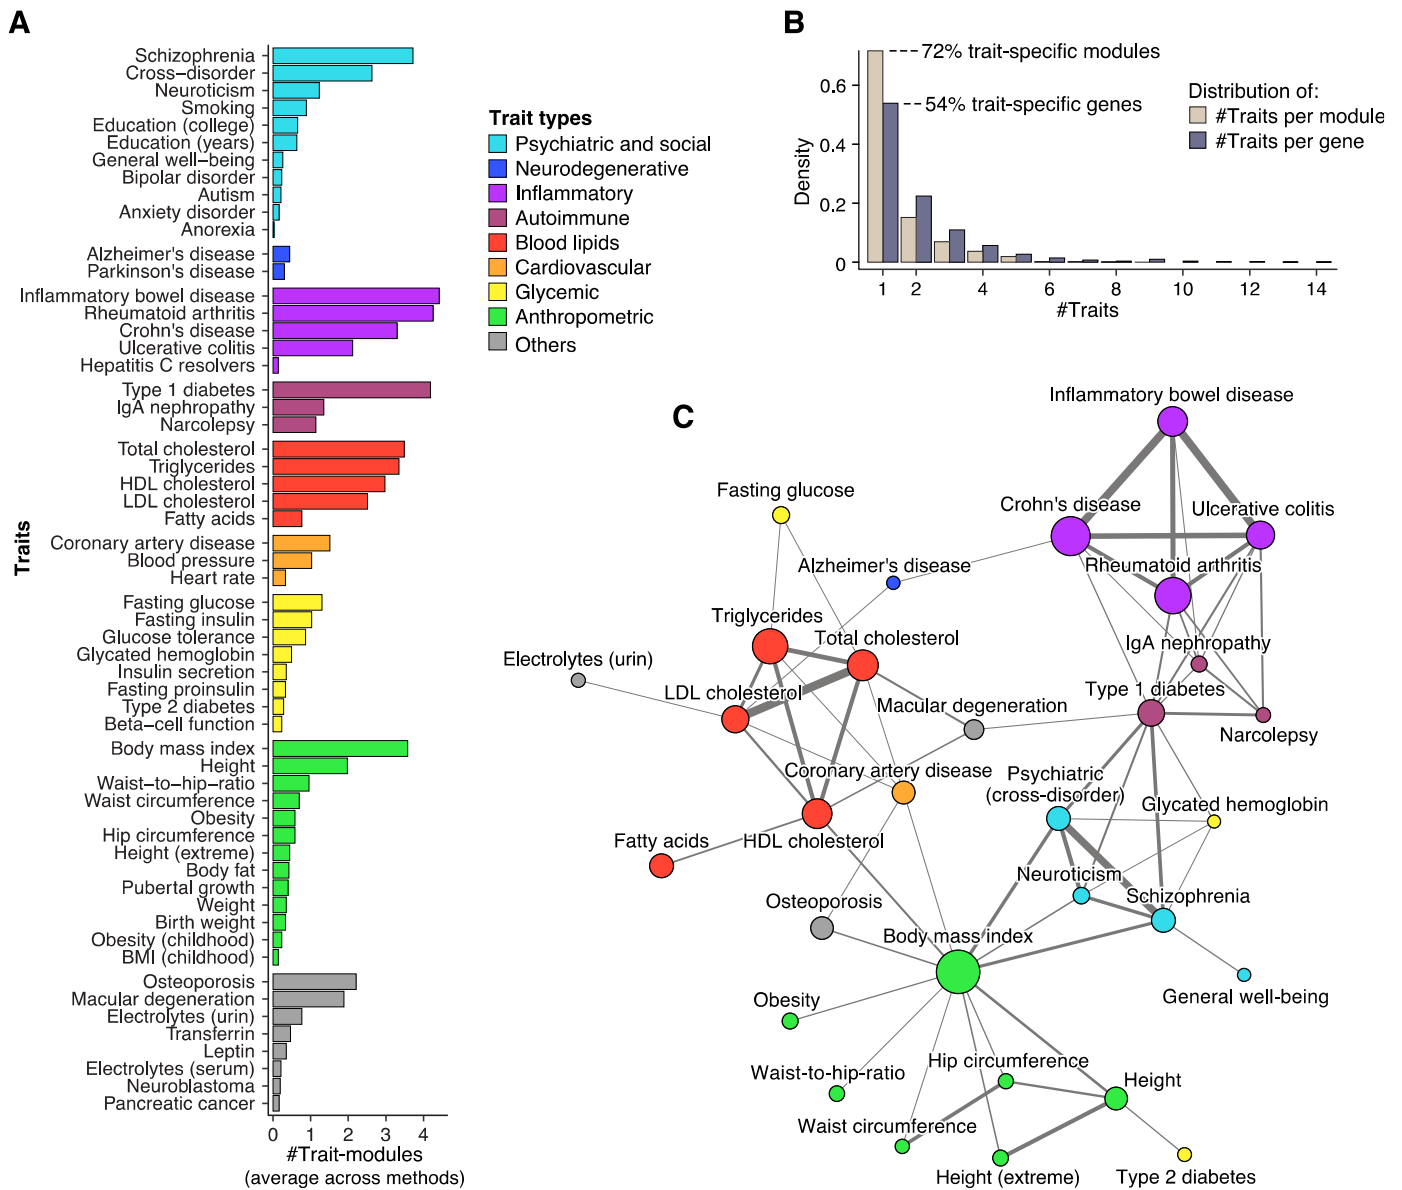 A
Schizophrenia
Cross−disorder
Neuroticism
Smoking
Education (college)
Education (years)
General well−being
Bipolar disorder
Autism
Anxiety disorder
Anorexia
Alzheimer's disease
Parkinson's disease
Inflammatory bowel disease
Rheumatoid arthritis
Crohn's disease
Ulcerative colitis
Hepatitis C resolvers
Type 1 diabetes
IgA nephropathy
Narcolepsy
Total cholesterol
Triglycerides
HDL cholesterol
LDL cholesterol
Fatty acids
Coronary artery disease
Blood pressure
Heart rate
Fasting glucose
Fasting insulin
Glucose tolerance
Glycated hemoglobin
Insulin secretion
Fasting proinsulin
Type 2 diabetes
Beta−cell function
Body mass index
Height
Waist−to−hip−ratio
Waist circumference
Obesity
Hip circumference
Height (extreme)
Body fat
Pubertal growth
Weight
Birth weight
Obesity (childhood)
BMI (childhood)
Osteoporosis
Macular degeneration
Electrolytes (urin)
Transferrin
Leptin
Electrolytes (serum)
Neuroblastoma
Pancreatic cancer
Traits
0 1 2 3 4
#Trait-modules
(average across methods)
Trait types
Psychiatric and social
Neurodegenerative
Inflammatory
Autoimmune
Blood lipids
Cardiovascular
Glycemic
Anthropometric
Others
B
72% trait-specific modules
54% trait-specific genes
Distribution of:
#Traits per module
#Traits per gene
Density
0.6
0.4
0.2
0
1 2 4 6 8 10 12 14
#Traits
C
Inflammatory bowel disease
Fasting glucose
Crohn's disease
Ulcerative colitis
Alzheimer's disease
Rheumatoid arthritis
Triglycerides
Total cholesterol
IgA nephropathy
Electrolytes (urin)
LDL cholesterol
Type 1 diabetes
Macular degeneration
Narcolepsy
Coronary artery disease
Psychiatric
(cross-disorder)
Glycated hemoglobin
Fatty acids
HDL cholesterol
Neuroticism
Schizophrenia
Osteoporosis
Body mass index
General well-being
Obesity
Hip circumference
Waist-to-hip-ratio
Height
Waist circumference
Height (extreme)
Type 2 diabetes